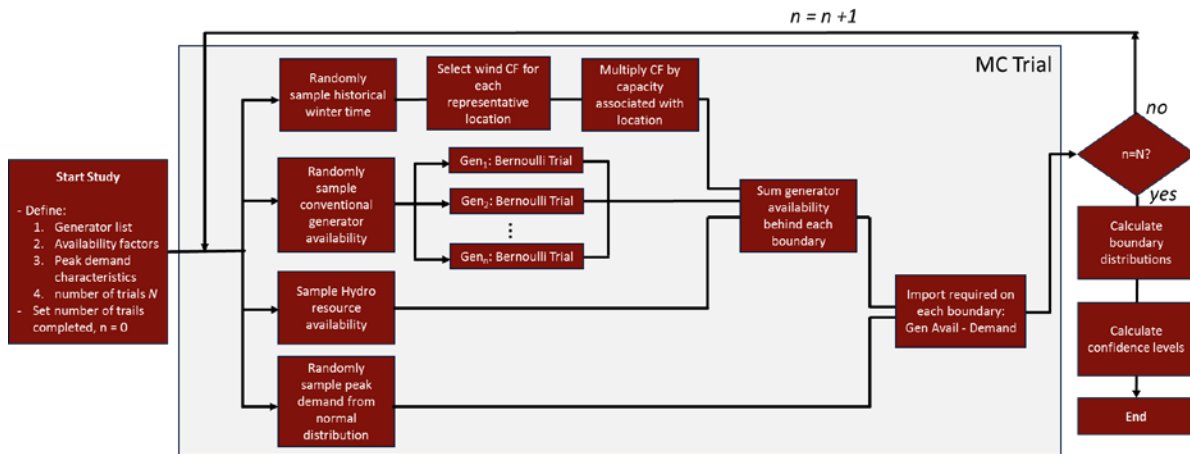 n = n +1
MC Trial
Start Study
- Define:
1. Generator list
2. Availability factors
3. Peak demand
characteristics
4. number of trials N
- Set number of trails
completed, n = 0
Randomly
sample historical
winter time
Select wind CF for
each
representative
location
Multiply CF by
capacity
associated with
location
Randomly
sample
conventional
generator
availability
Gen1: Bernoulli Trial
Gen2: Bernoulli Trial
⋮
Genn: Bernoulli Trial
Sample Hydro
resource
availability
Randomly
sample peak
demand from
normal
distribution
Sum generator
availability
behind each
boundary
Import required on
each boundary:
Gen Avail - Demand
n=N?
no
yes
Calculate
boundary
distributions
Calculate
confidence levels
End